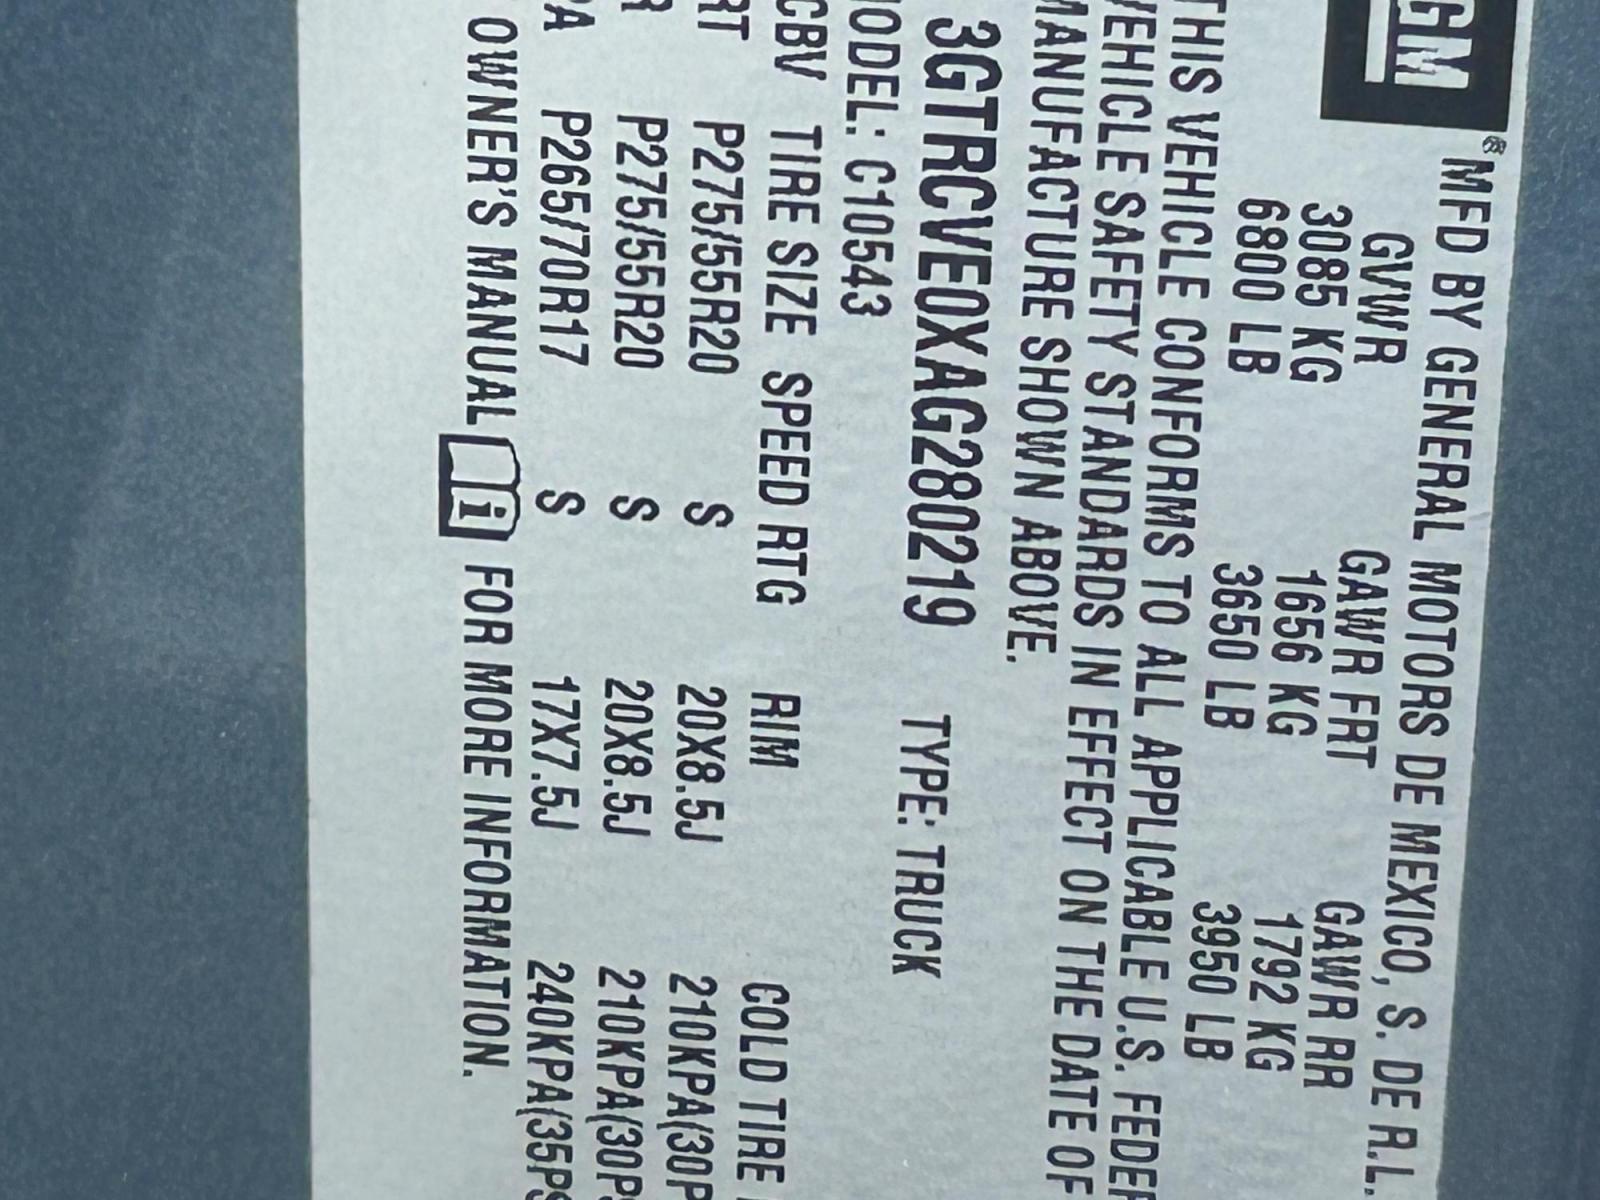 GM® MFD BY GENERAL MOTORS DE MEXICO, S. DE R.L.
GVWR GAWR FRT GAWR RR
3085 KG 1656 KG 1792 KG
6800 LB 3650 LB 3950 LB
THIS VEHICLE CONFORMS TO ALL APPLICABLE U.S. FEDER
VEHICLE SAFETY STANDARDS IN EFFECT ON THE DATE OF
MANUFACTURE SHOWN ABOVE.
3GTRCVE0XAG280219 TYPE: TRUCK
MODEL: C10543
GCBV TIRE SIZE SPEED RTG RIM COLD TIRE
RT P275/55R20 S 20X8.5J 210KPA(30P
R P275/55R20 S 20X8.5J 210KPA(30PS
PA P265/70R17 S 17X7.5J 240KPA(35PS
OWNER'S MANUAL i FOR MORE INFORMATION.